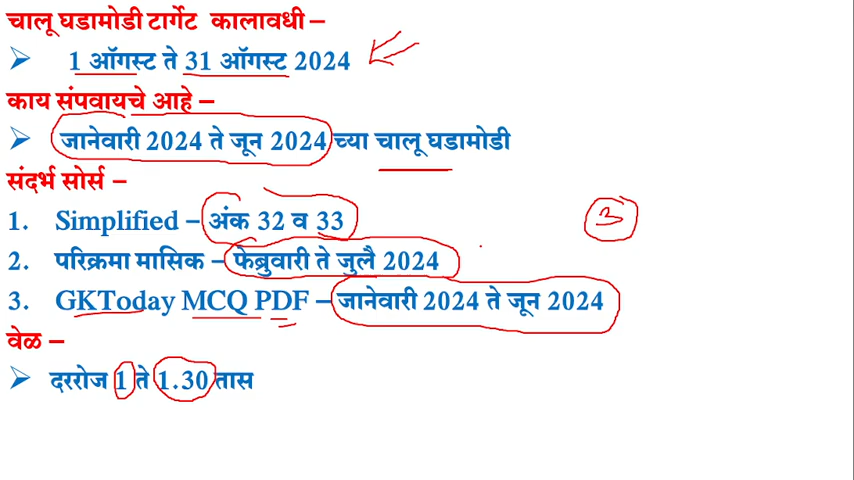 चालू घडामोडी टार्गेट कालावधी –
➢ 1 ऑगस्ट ते 31 ऑगस्ट 2024
काय संपवायचे आहे –
➢ जानेवारी 2024 ते जून 2024 च्या चालू घडामोडी
संदर्भ सोर्स –
1. Simplified – अंक 32 व 33
3
2. परिक्रमा मासिक – फेब्रुवारी ते जुलै 2024
3. GKToday MCQ PDF – जानेवारी 2024 ते जून 2024
वेळ –
➢ दररोज 1 ते 1.30 तास